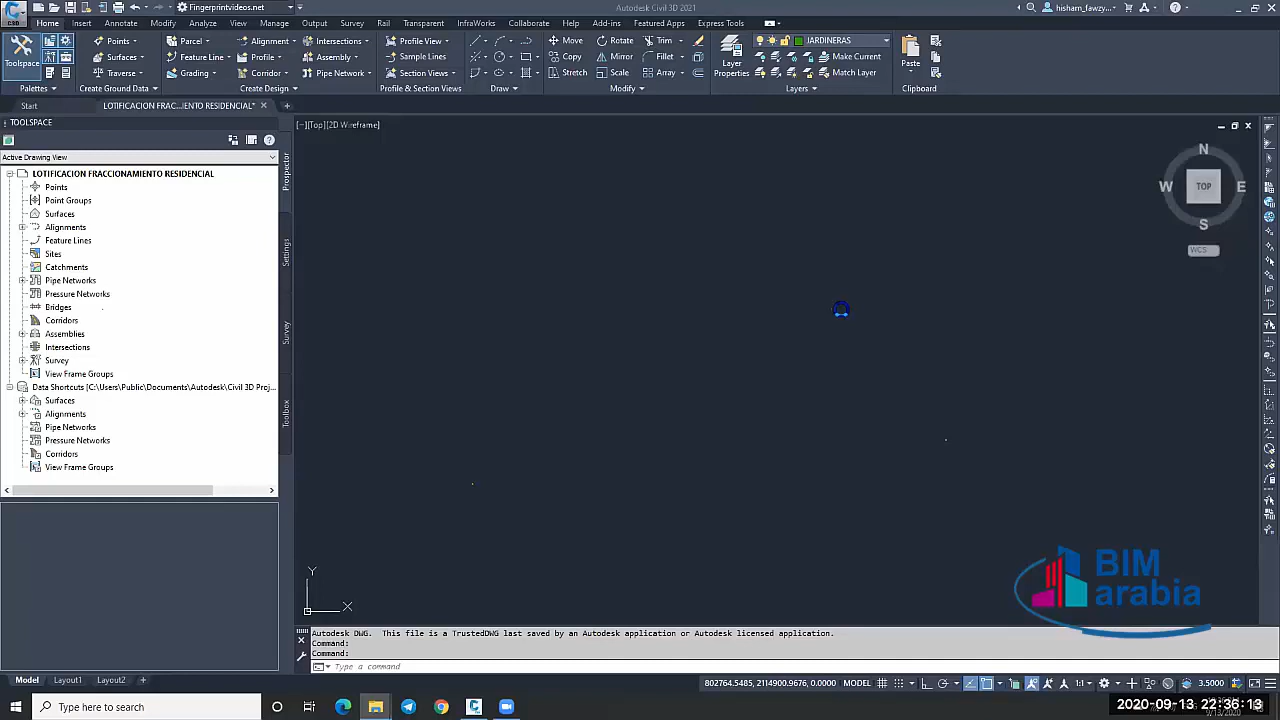 Fingerprintvideos.net
Autodesk Civil 3D 2021
hisham_fawzy...
Home Insert Annotate Modify Analyze View Manage Output Survey Rail Transparent InfraWorks Collaborate Help Add-ins Featured Apps Express Tools
Toolspace
Points Parcel Alignment Intersections Profile View Move Rotate Trim JARDINERAS
Surfaces Feature Line Profile Assembly Sample Lines Copy Mirror Fillet Make Current
Traverse Grading Corridor Pipe Network Section Views Stretch Scale Array Match Layer
Layer Properties
Paste
Palettes Create Ground Data Create Design Profile & Section Views Draw Modify Layers Clipboard
Start LOTIFICACION FRAC...IENTO RESIDENCIAL*
TOOLSPACE
Active Drawing View
LOTIFICACION FRACCIONAMIENTO RESIDENCIAL
Points
Point Groups
Surfaces
Alignments
Feature Lines
Sites
Catchments
Pipe Networks
Pressure Networks
Bridges
Corridors
Assemblies
Intersections
Survey
View Frame Groups
Data Shortcuts [C:\Users\Public\Documents\Autodesk\Civil 3D Proj...
Surfaces
Alignments
Pipe Networks
Pressure Networks
Corridors
View Frame Groups
Prospector
Settings
Survey
Toolbox
[−][Top][2D Wireframe]
N
W TOP E
S
WCS
Y
X
BIM
arabia
Autodesk DWG. This file is a TrustedDWG last saved by an Autodesk application or Autodesk licensed application.
Command:
Command:
Type a command
Model Layout1 Layout2
802764.5485, 2114900.9676, 0.0000 MODEL 1:1 3.5000
Type here to search
2020-09-13 22:36:13